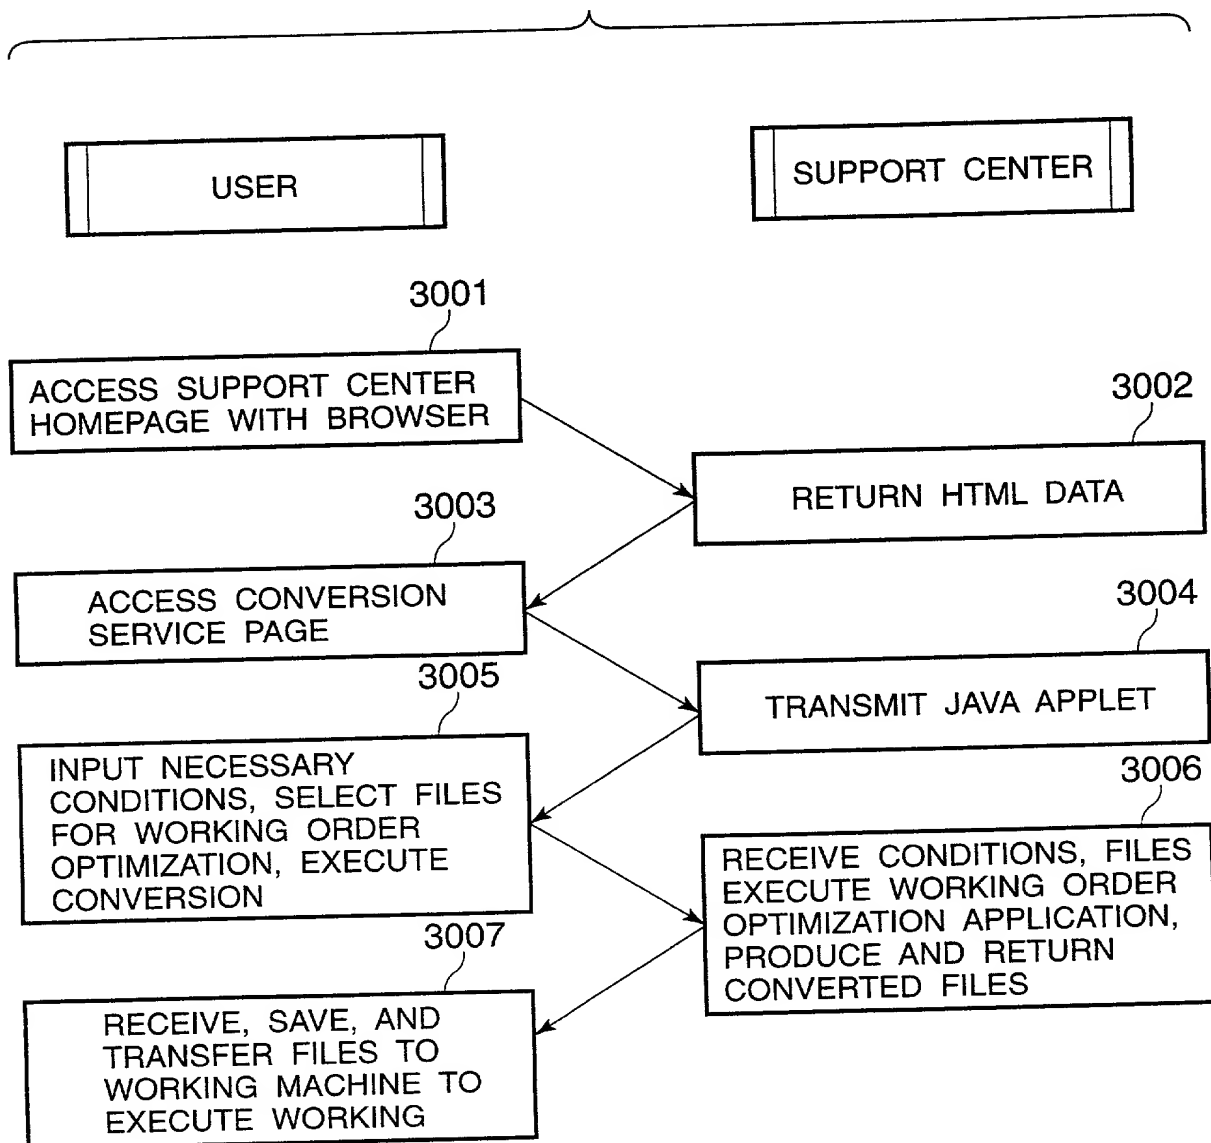 USER
SUPPORT CENTER
3001
ACCESS SUPPORT CENTER
HOMEPAGE WITH BROWSER
3002
RETURN HTML DATA
3003
ACCESS CONVERSION
SERVICE PAGE
3004
TRANSMIT JAVA APPLET
3005
INPUT NECESSARY
CONDITIONS, SELECT FILES
FOR WORKING ORDER
OPTIMIZATION, EXECUTE
CONVERSION
3006
RECEIVE CONDITIONS, FILES
EXECUTE WORKING ORDER
OPTIMIZATION APPLICATION,
PRODUCE AND RETURN
CONVERTED FILES
3007
RECEIVE, SAVE, AND
TRANSFER FILES TO
WORKING MACHINE TO
EXECUTE WORKING